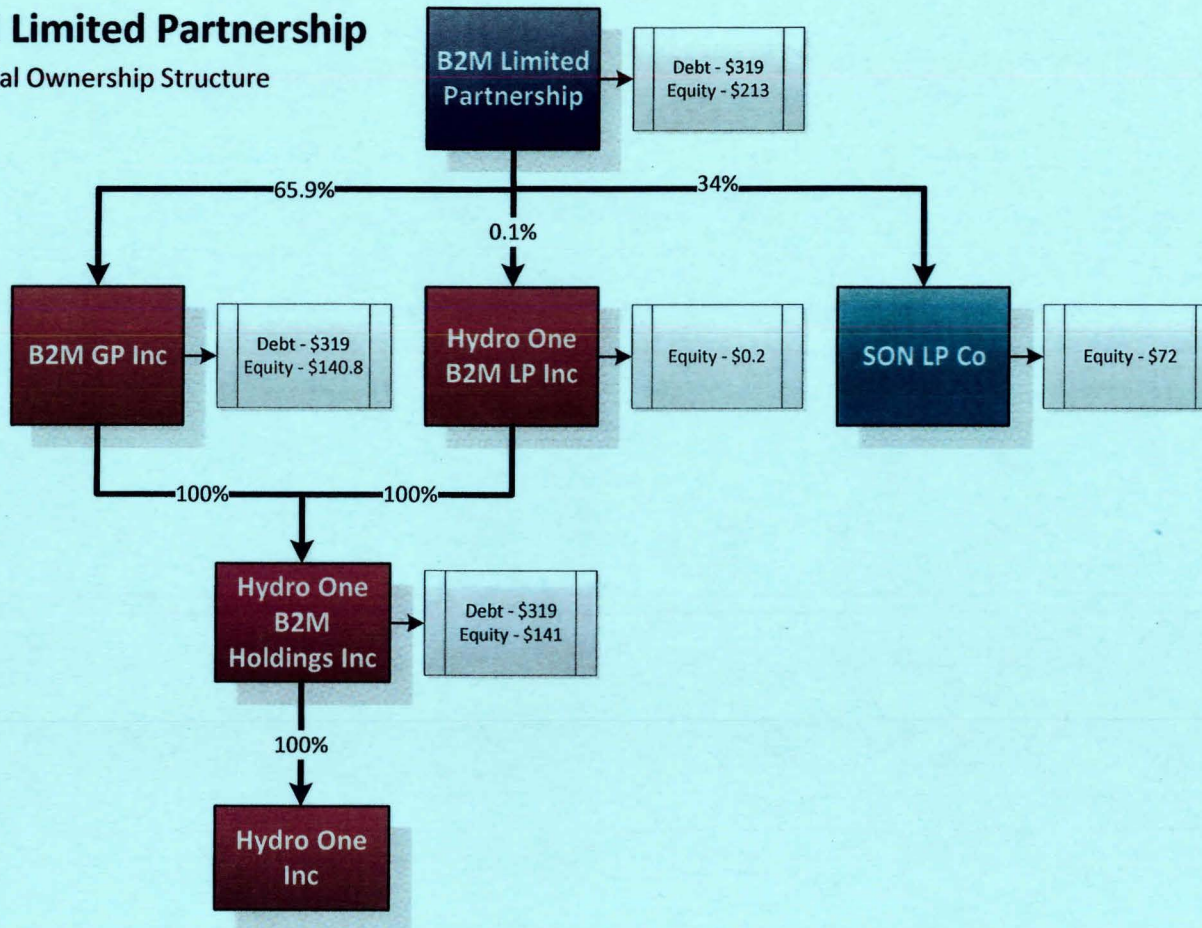 Limited Partnership
al Ownership Structure
B2M Limited
Partnership
Debt - $319
Equity - $213
65.9%
34%
0.1%
B2M GP Inc
Debt - $319
Equity - $140.8
Hydro One
B2M LP Inc
Equity - $0.2
SON LP Co
Equity - $72
100%
100%
Hydro One
B2M
Holdings Inc
Debt - $319
Equity - $141
100%
Hydro One
Inc